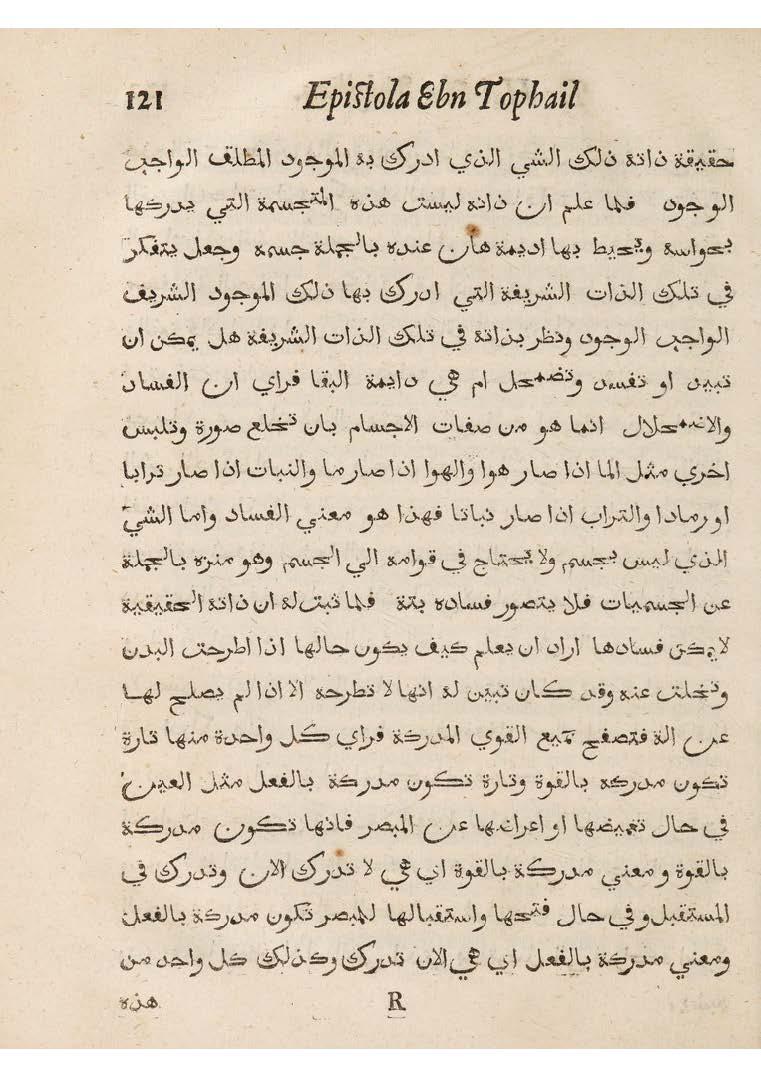 121 Epistola Ebn Tophail
حقيقة ذاتة ذلك الشي الذي ادرك بة الموجود المطلق الواجب
الوجود فلما علم ان ذاته ليست هذه المتجسمة التي يدركها
بحواسه ويحيط بها اديمة هان عنده بالجملة جسمه وجعل يتفكر
في تلك الذات الشريفة التي ادرك بها ذلك الموجود الشريف
الواجب الوجود ونظر بذاتة في تلك الذات الشريفة هل يمكن ان
تبيد او تفسد وتضمحل ام هي دايمة البقا فراي ان الفساد
والاضمحلال انما هو من صفات الاجسام بان تخلع صورة وتلبس
اخري مثل الما اذا صار هوا والهوا اذا صار ما والنبات اذا صار ترابا
او رمادا والتراب اذا صار نباتا فهذا هو معني الفساد واما الشي
الذي ليس بجسم ولا يحتاج في قوامه الي الجسم وهو منزه بالجملة
عن الجسميات فلا يتصور فساده بتة فلما ثبت لة ان ذاتة الحقيقية
لا يمكن فسادها اراد ان يعلم كيف يكون حالها اذا اطرحت البدن
وتخلت عنه وقد كان تبين لة انها لا تطرحه الا اذا لم يصلح لها
عن الة فتصفح جميع القوي المدركة فراي كل واحدة منها تارة
تكون مدركه بالقوة وتارة تكون مدركة بالفعل مثل العين
في حال تغميضها او اعراضها عن المبصر فانها تكون مدركة
بالقوة ومعني مدركة بالقوة اي هي لا تدرك الان وتدرك في
المستقبل وفي حال فتحها واستقبالها للمبصر تكون مدركة بالفعل
ومعني مدركة بالفعل اي هي الان تدرك وكذلك كل واحد من
R هذه